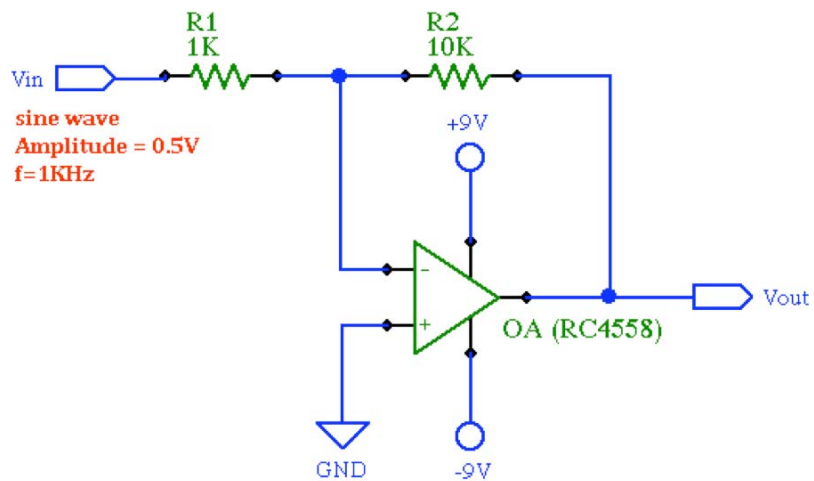 R1
1K
R2
10K
Vin
sine wave
Amplitude = 0.5V
f=1KHz
+9V
-
+
OA (RC4558)
Vout
GND
-9V